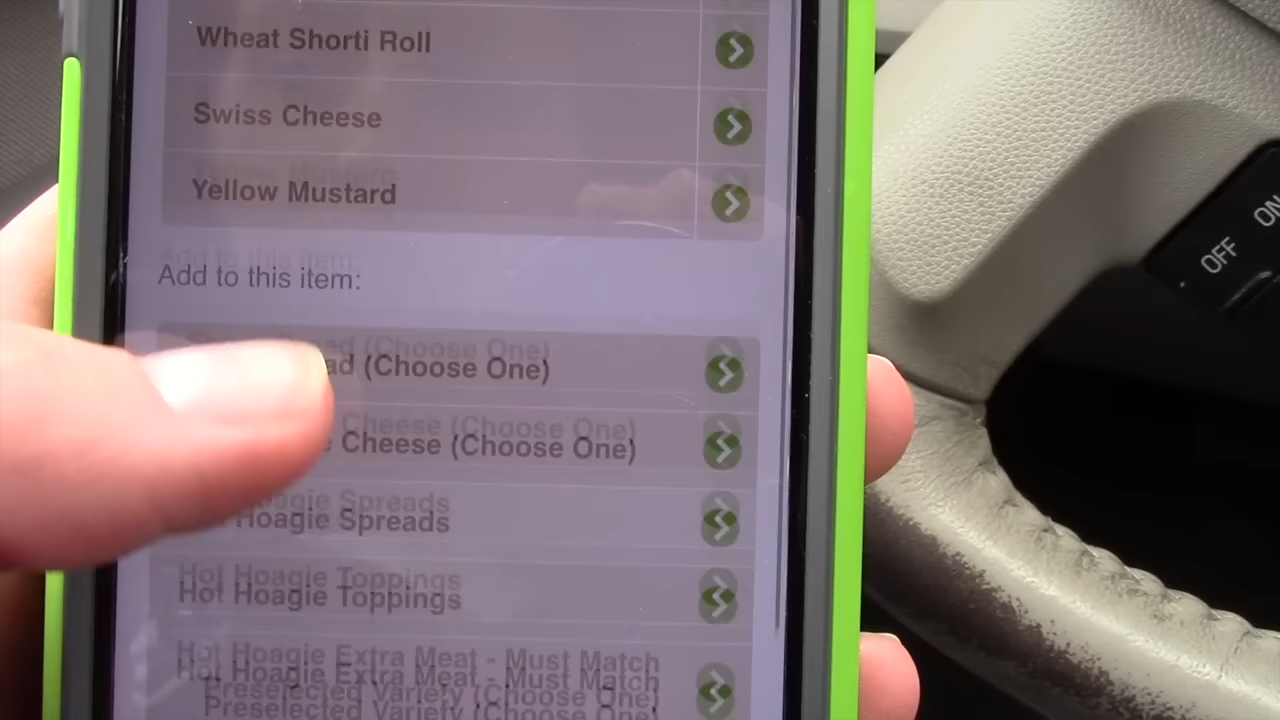 Wheat Shorti Roll
Swiss Cheese
Yellow Mustard
Add to this item:
(Choose One)
Cheese (Choose One)
Hoagie Spreads
Hot Hoagie Toppings
Hot Hoagie Extra Meat - Must Match
Preselected Variety (Choose One)
OFF
ON